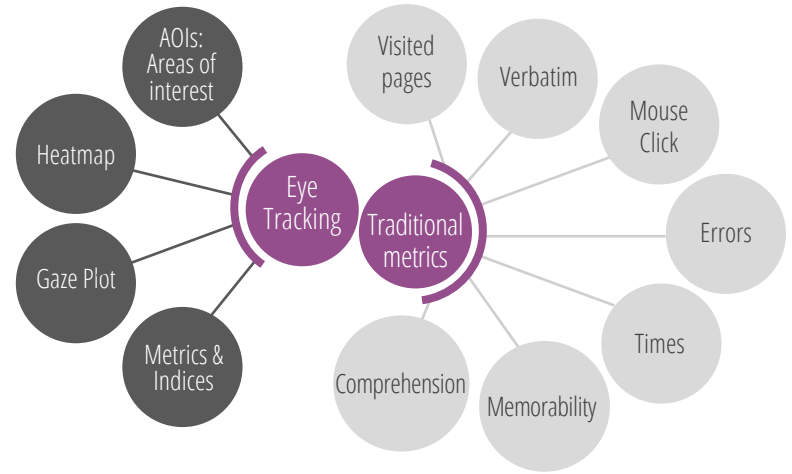 AOIs:
Areas of
interest
Heatmap
Gaze Plot
Metrics &
Indices
Eye
Tracking
Traditional
metrics
Visited
pages
Verbatim
Mouse
Click
Errors
Times
Memorability
Comprehension